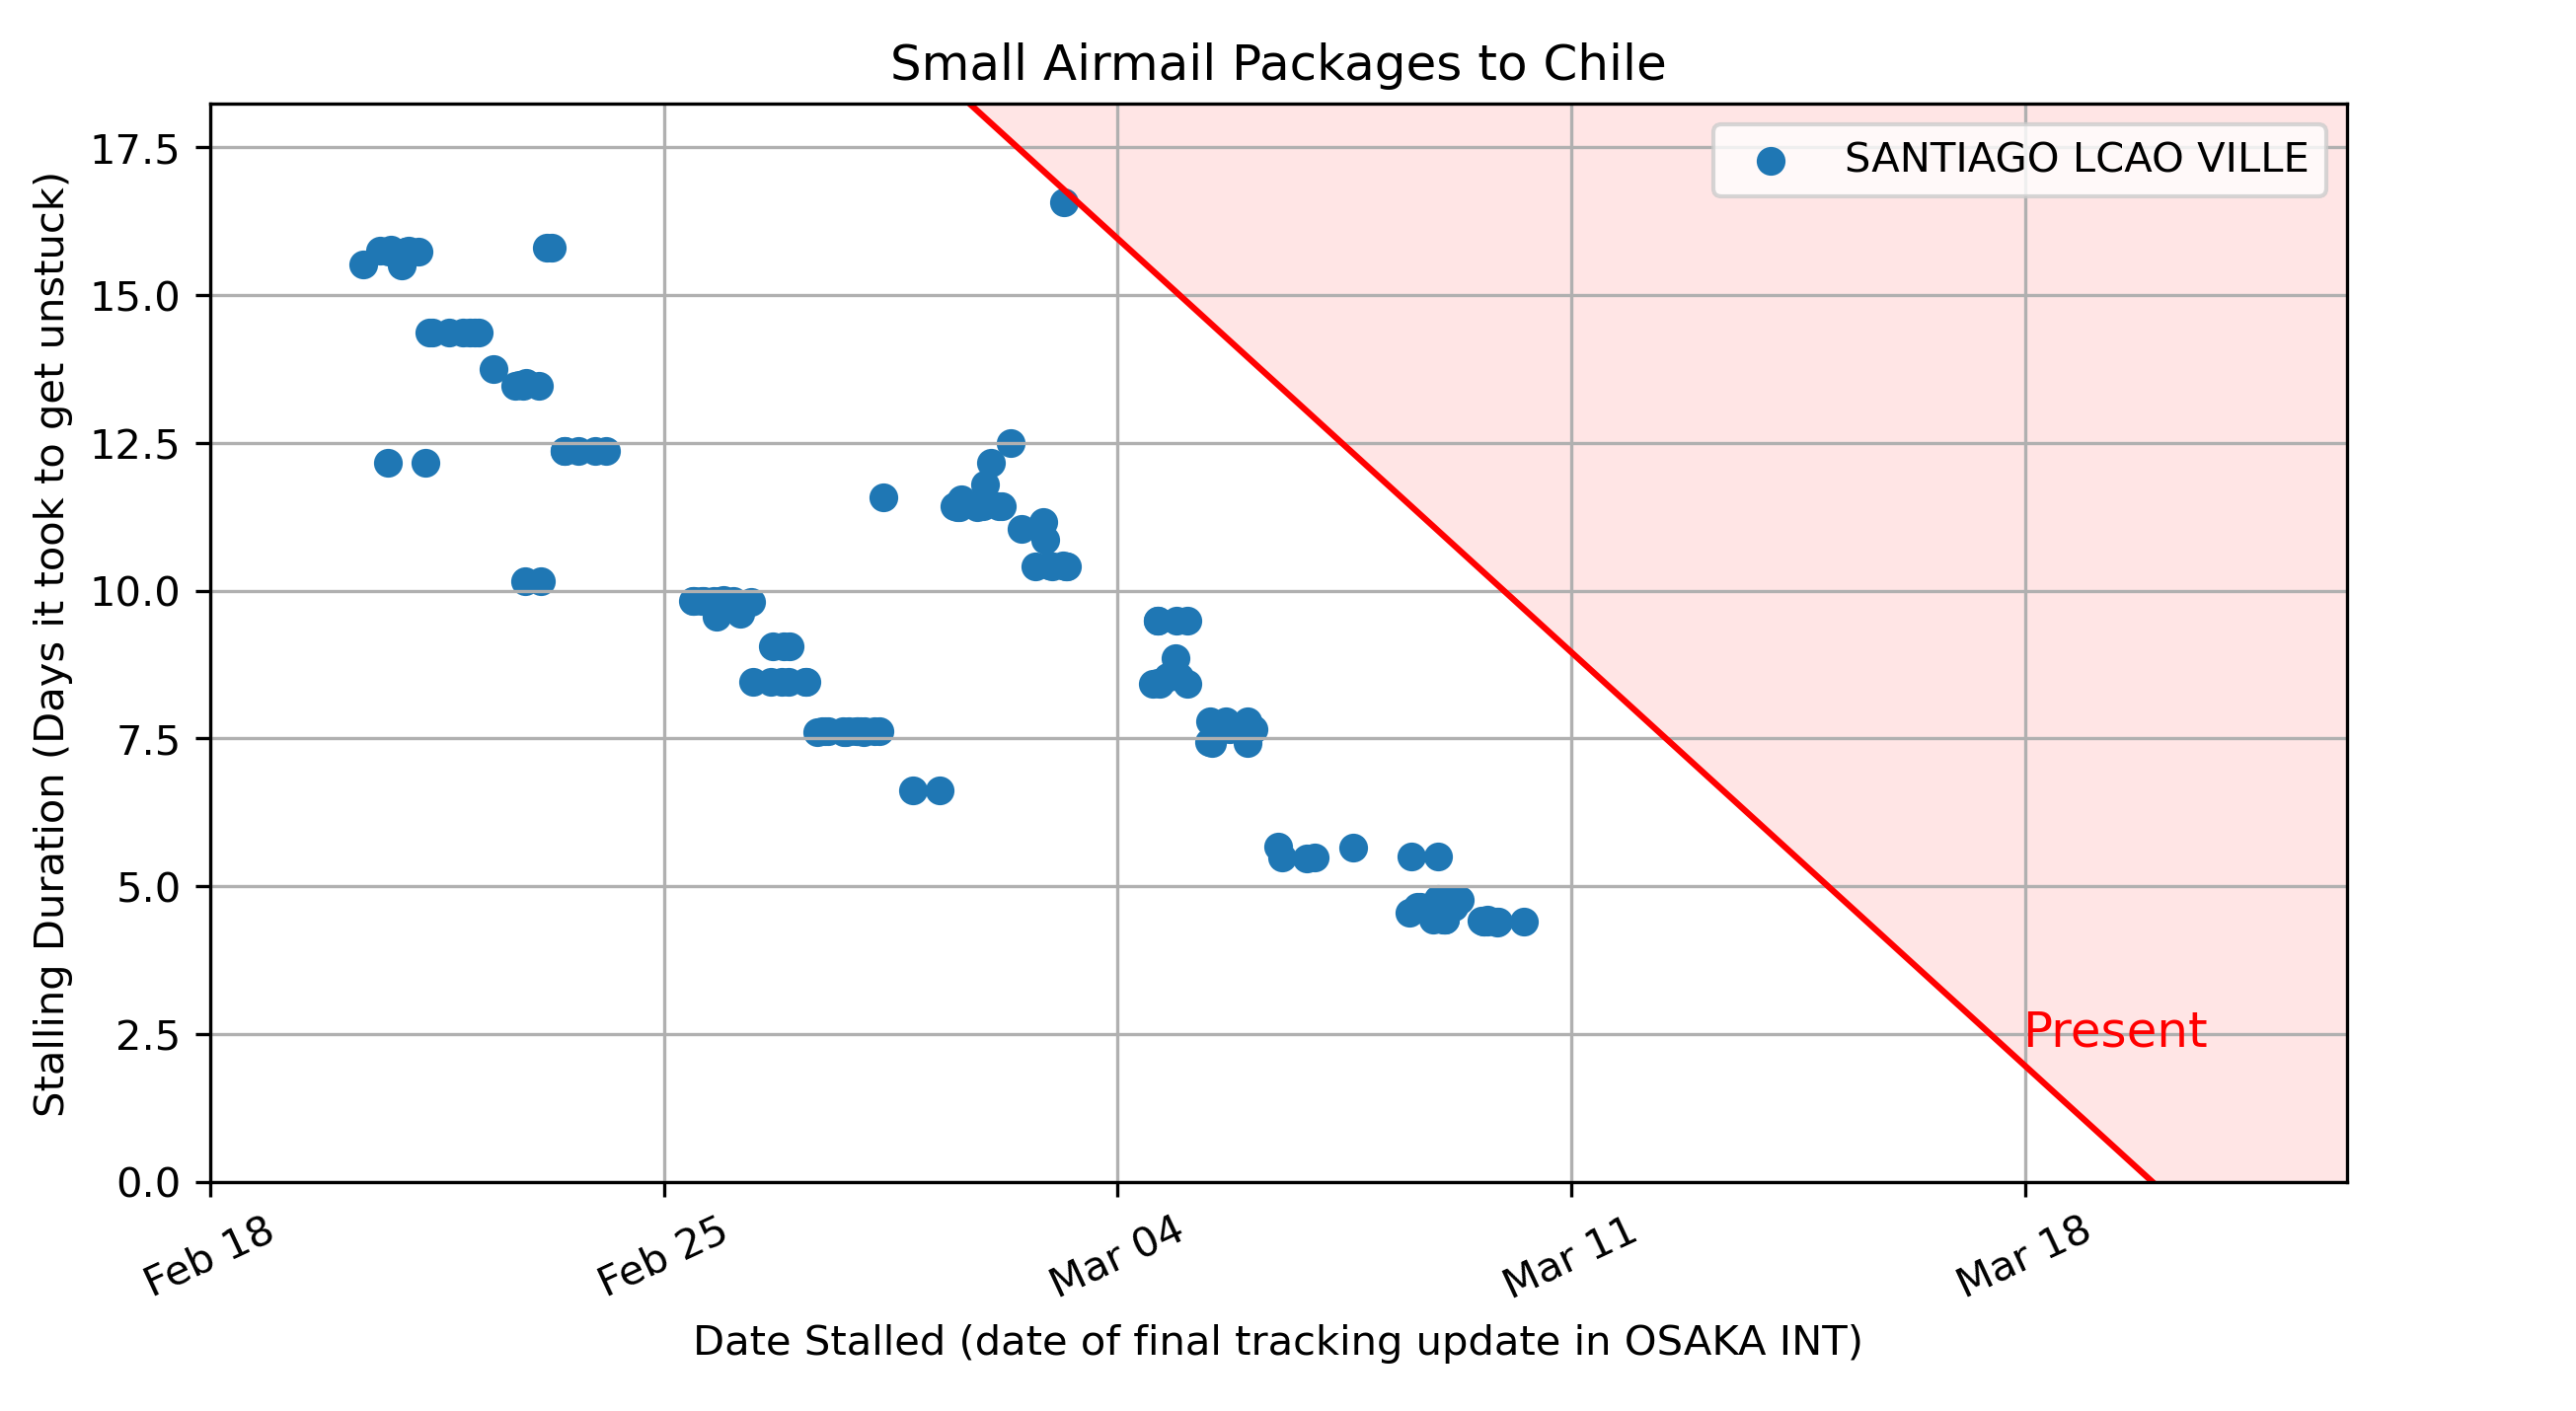 Small Airmail Packages to Chile
SANTIAGO LCAO VILLE
Stalling Duration (Days it took to get unstuck)
17.5
15.0
12.5
10.0
7.5
5.0
2.5
0.0
Present
Feb 18
Feb 25
Mar 04
Mar 11
Mar 18
Date Stalled (date of final tracking update in OSAKA INT)